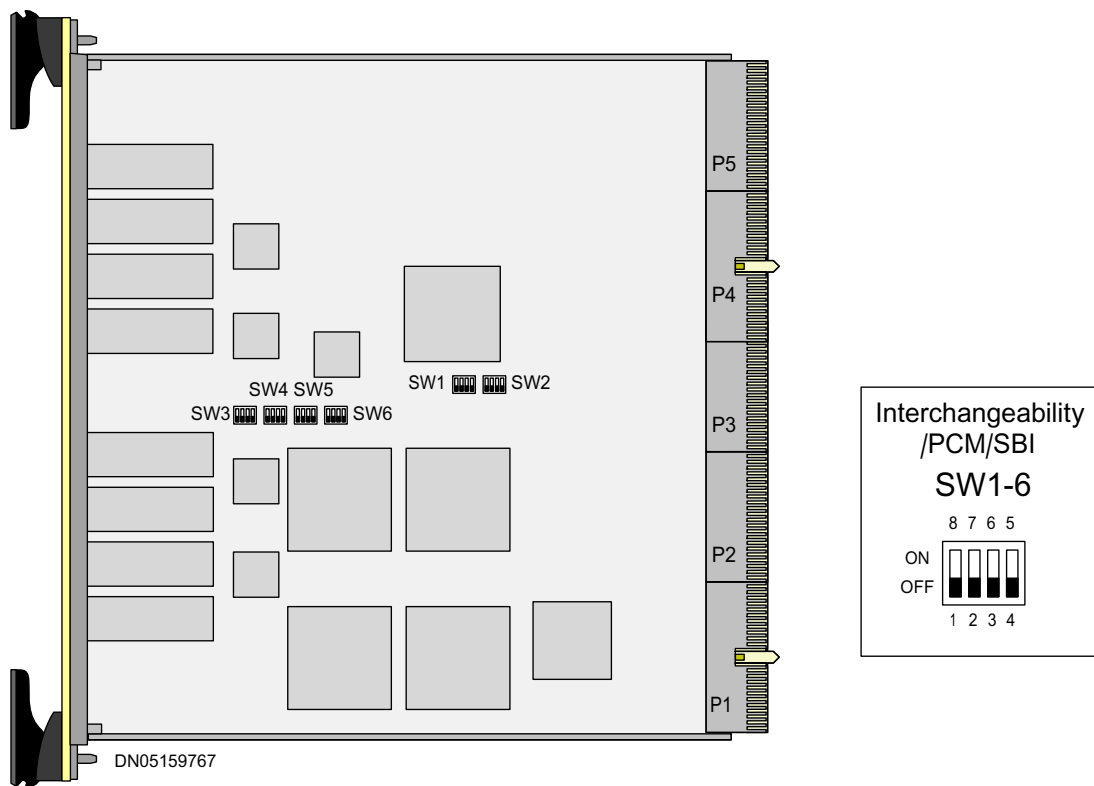 P5
P4
SW1 SW2
SW4 SW5
SW3 SW6
P3
P2
P1
DN05159767
Interchangeability
/PCM/SBI
SW1-6
8 7 6 5
ON
OFF
1 2 3 4